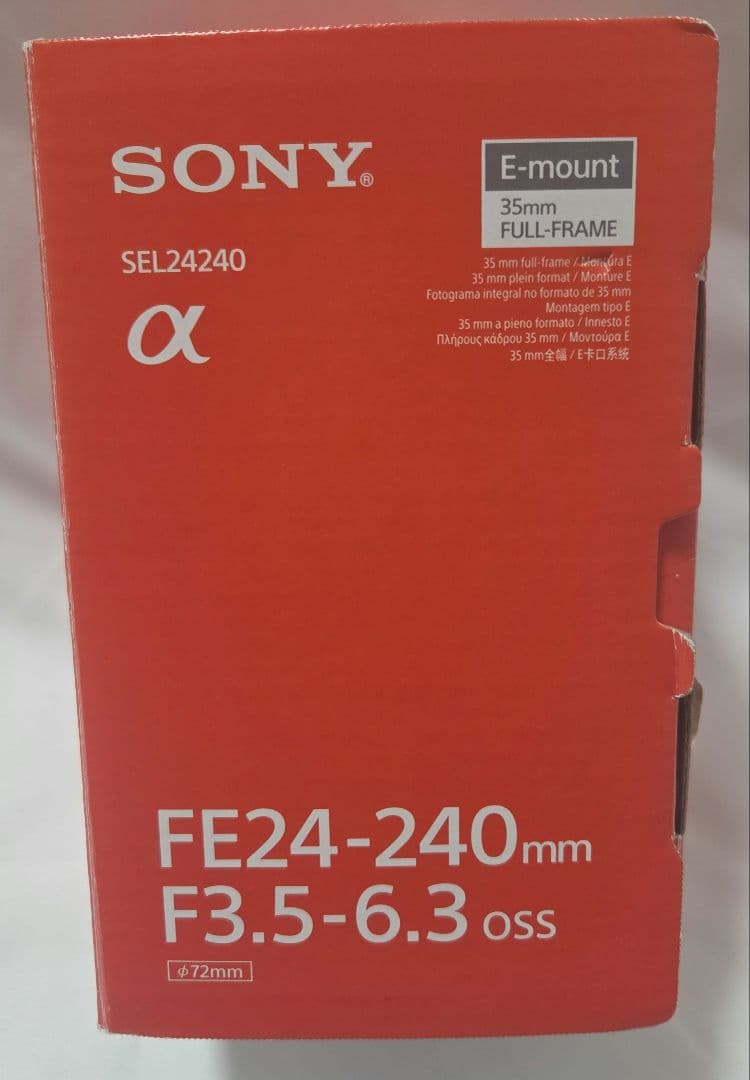 SONY®
E-mount
35mm
FULL-FRAME
SEL24240
α
35 mm full-frame / Montura E
35 mm plein format / Monture E
Fotograma integral no formato de 35 mm
Montagem tipo E
35 mm a pieno formato / Innesto E
Πλήρους κάδρου 35 mm / Μοντούρα E
35 mm全幅 / E卡口系统
FE24-240mm
F3.5-6.3 OSS
φ72mm